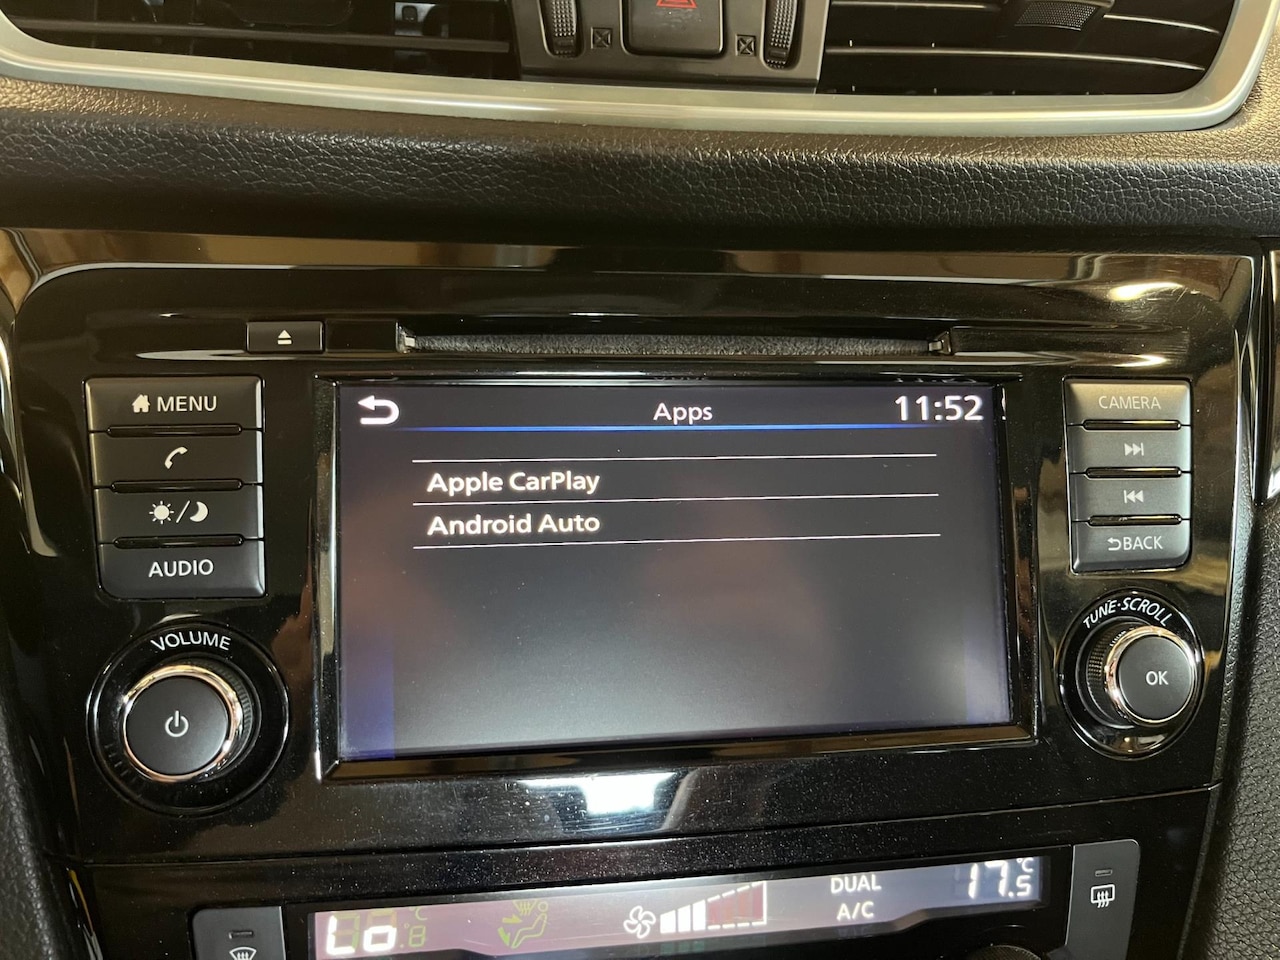 MENU
AUDIO
VOLUME
Apps
11:52
Apple CarPlay
Android Auto
CAMERA
BACK
TUNE·SCROLL
OK
Lo
DUAL
A/C
17.5
°C